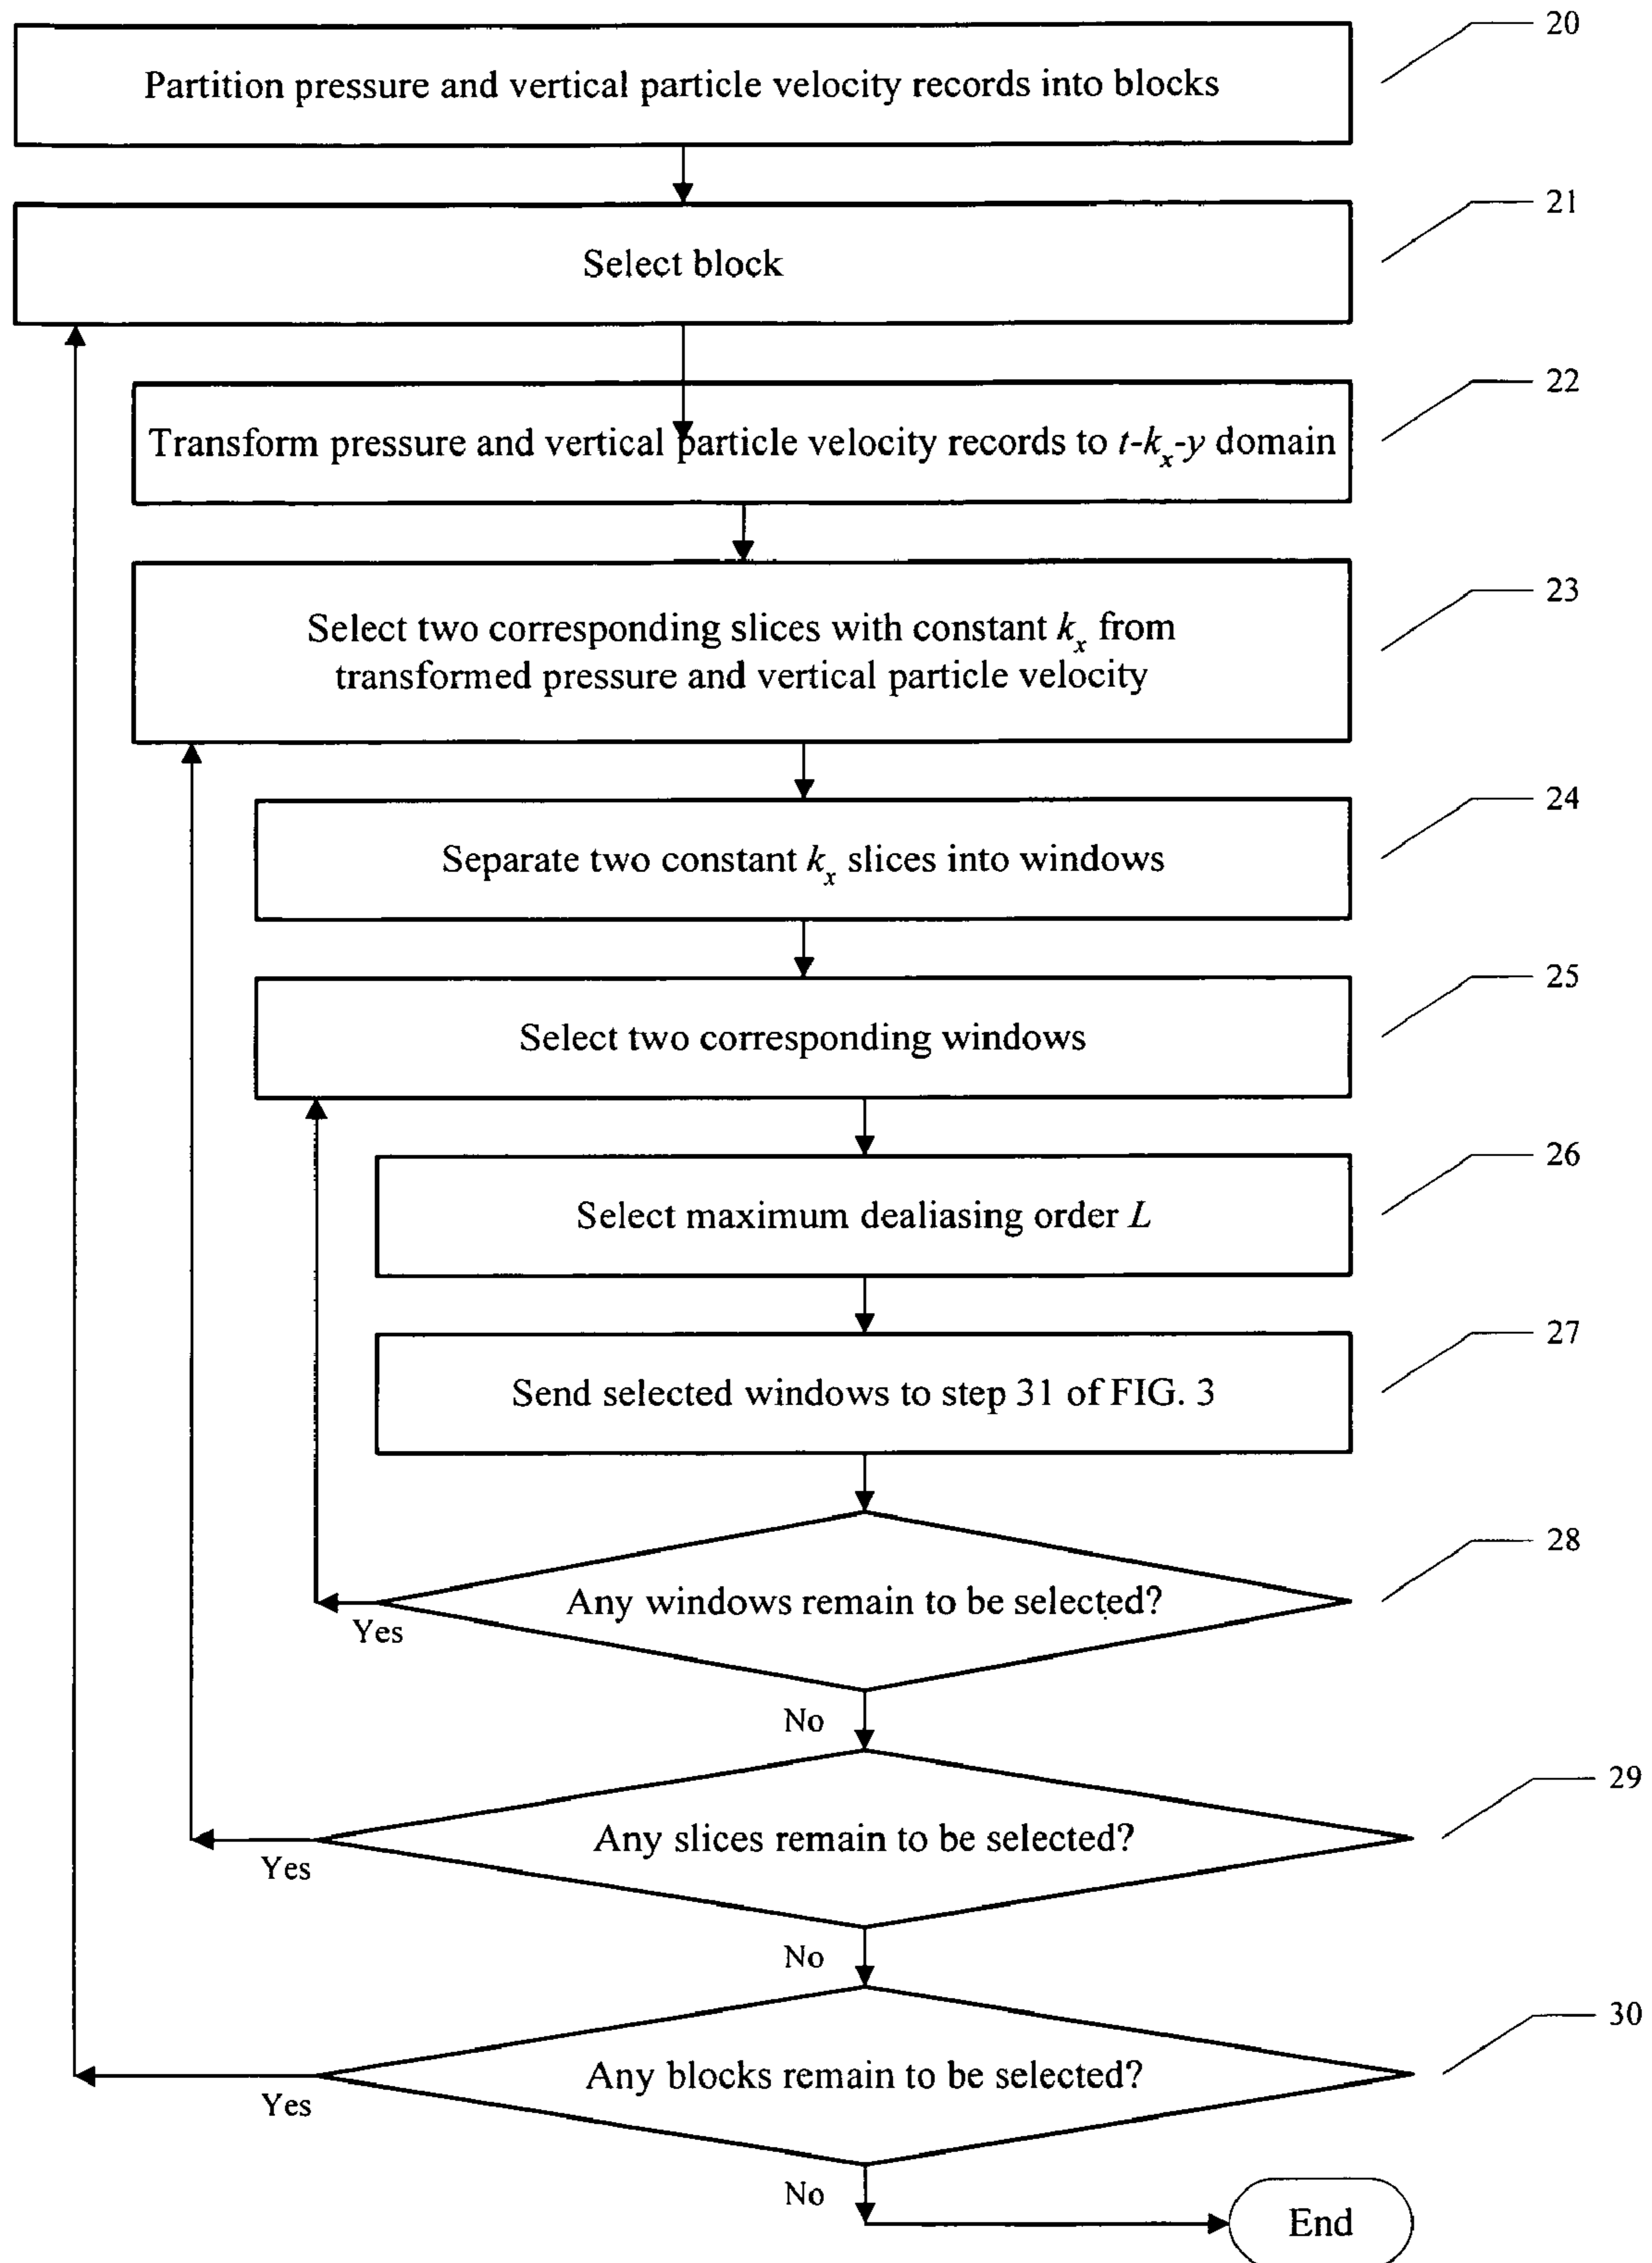 20
Partition pressure and vertical particle velocity records into blocks
21
Select block
22
Transform pressure and vertical particle velocity records to t-kₓ-y domain
23
Select two corresponding slices with constant kₓ from
transformed pressure and vertical particle velocity
24
Separate two constant kₓ slices into windows
25
Select two corresponding windows
26
Select maximum dealiasing order L
27
Send selected windows to step 31 of FIG. 3
28
Any windows remain to be selected?
Yes
No
29
Any slices remain to be selected?
Yes
No
30
Any blocks remain to be selected?
Yes
No
End